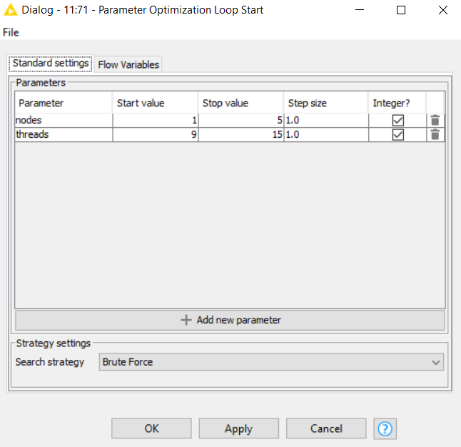 Dialog - 11:71 - Parameter Optimization Loop Start
File
Standard settings Flow Variables
Parameters
Parameter Start value Stop value Step size Integer?
nodes 1 5 1.0
threads 9 15 1.0
+ Add new parameter
Strategy settings
Search strategy Brute Force
OK Apply Cancel ?